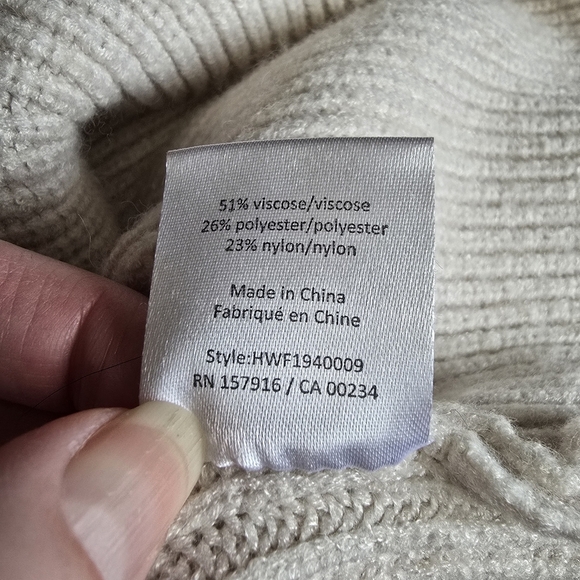 51% viscose/viscose
26% polyester/polyester
23% nylon/nylon
Made in China
Fabriqué en Chine
Style:HWF1940009
RN 157916 / CA 00234